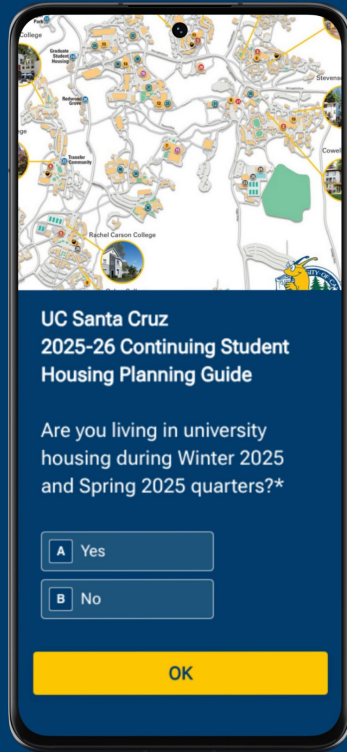 Park
College
Graduate
Student
Housing
Redwood
Grove
Stevens
Transfer
Community
Cowel
Rachel Carson College
UC Santa Cruz
2025-26 Continuing Student
Housing Planning Guide
Are you living in university
housing during Winter 2025
and Spring 2025 quarters?*
A Yes
B No
OK